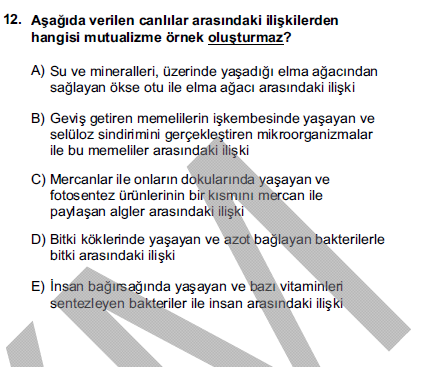 12. Aşağıda verilen canlılar arasındaki ilişkilerden
hangisi mutualizme örnek oluşturmaz?
A) Su ve mineralleri, üzerinde yaşadığı elma ağacından
sağlayan ökse otu ile elma ağacı arasındaki ilişki
B) Geviş getiren memelilerin işkembesinde yaşayan ve
selüloz sindirimini gerçekleştiren mikroorganizmalar
ile bu memeliler arasındaki ilişki
C) Mercanlar ile onların dokularında yaşayan ve
fotosentez ürünlerinin bir kısmını mercan ile
paylaşan algler arasındaki ilişki
D) Bitki köklerinde yaşayan ve azot bağlayan bakterilerle
bitki arasındaki ilişki
E) İnsan bağırsağında yaşayan ve bazı vitaminleri
sentezleyen bakteriler ile insan arasındaki ilişki